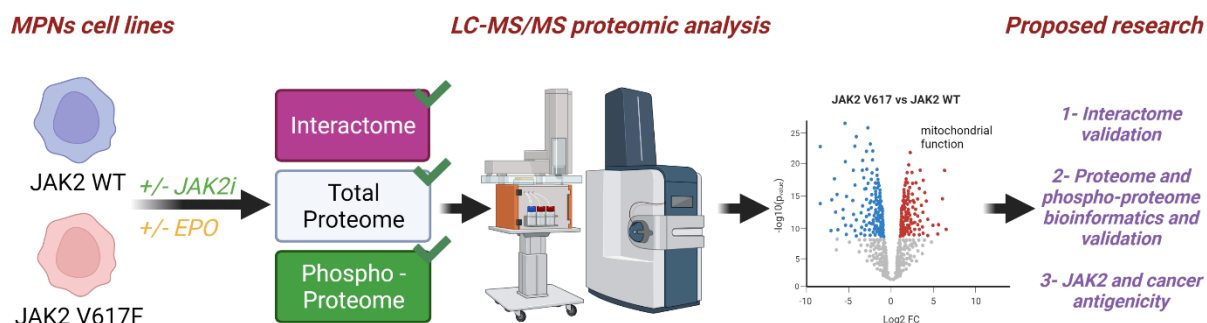 MPNs cell lines
LC-MS/MS proteomic analysis
Proposed research
JAK2 WT
+/- JAK2i
+/- EPO
JAK2 V617F
Interactome
Total
Proteome
Phospho -
Proteome
JAK2 V617 vs JAK2 WT
mitochondrial
function
-log10(pvalue)
25
20
15
10
5
0
-10
-5
0
5
10
Log2 FC
1- Interactome
validation
2- Proteome and
phospho-proteome
bioinformatics and
validation
3- JAK2 and cancer
antigenicity